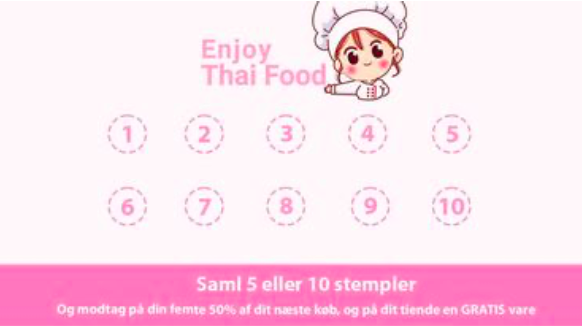 Enjoy
Thai Food
1 2 3 4 5
6 7 8 9 10
Saml 5 eller 10 stempler
Og modtag på din femte 50% af dit næste køb, og på dit tiende en GRATIS vare